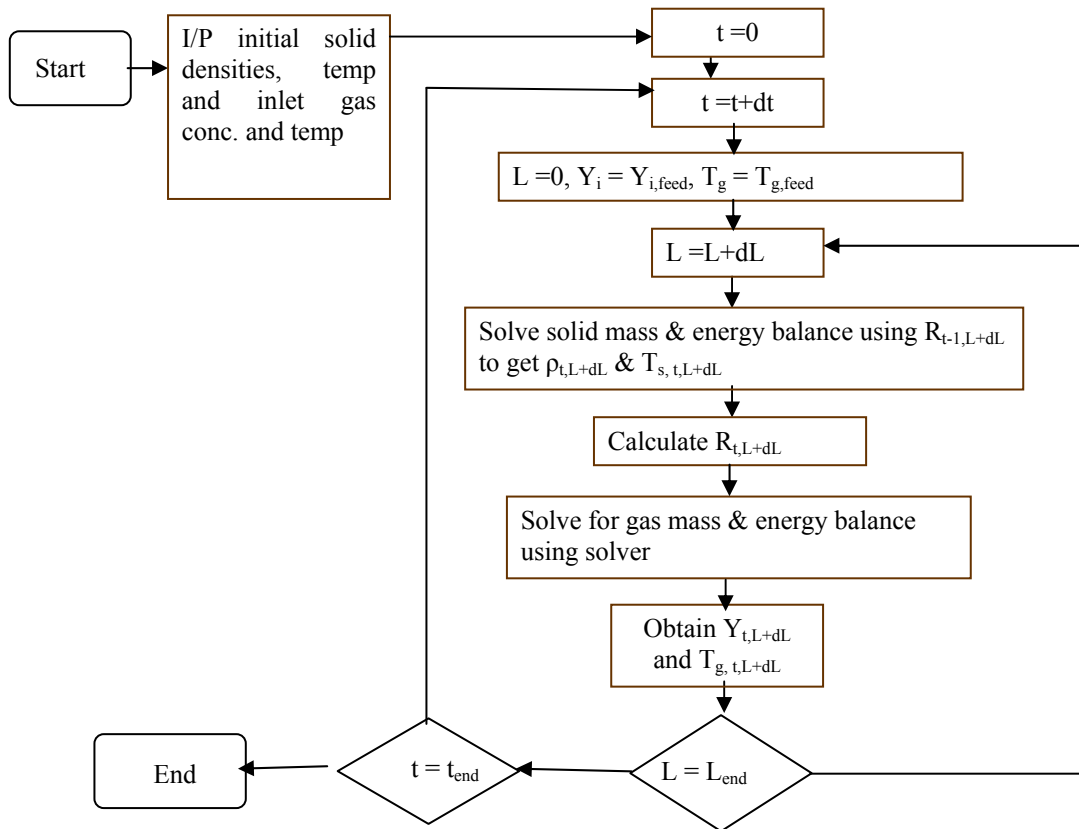 Start
I/P initial solid
densities, temp
and inlet gas
conc. and temp
t =0
t =t+dt
L =0, Yi = Yi,feed, Tg = Tg,feed
L =L+dL
Solve solid mass & energy balance using Rt-1,L+dL
to get ρt,L+dL & Ts, t,L+dL
Calculate Rt,L+dL
Solve for gas mass & energy balance
using solver
Obtain Yt,L+dL
and Tg, t,L+dL
L = Lend
t = tend
End